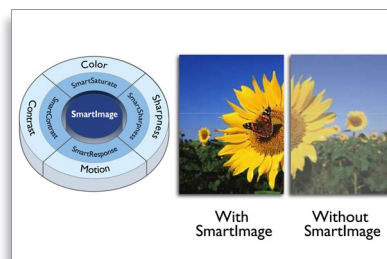 Color
SmartSaturate
Contrast
SmartContrast
SmartImage
SmartSharpness
Sharpness
SmartResponse
Motion
With
SmartImage
Without
SmartImage